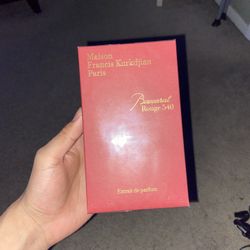 Maison
Francis Kurkdjian
Paris
Baccarat
Rouge 540
Extrait de parfum